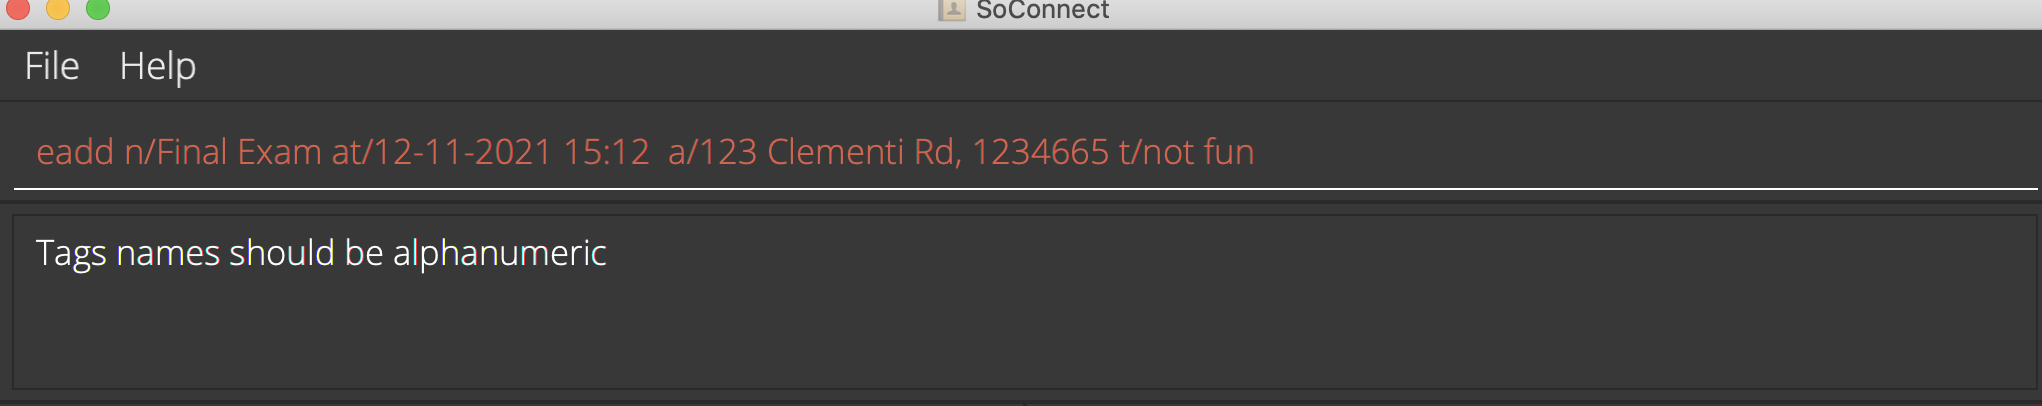 SoConnect
File Help
eadd n/Final Exam at/12-11-2021 15:12  a/123 Clementi Rd, 1234665 t/not fun
Tags names should be alphanumeric